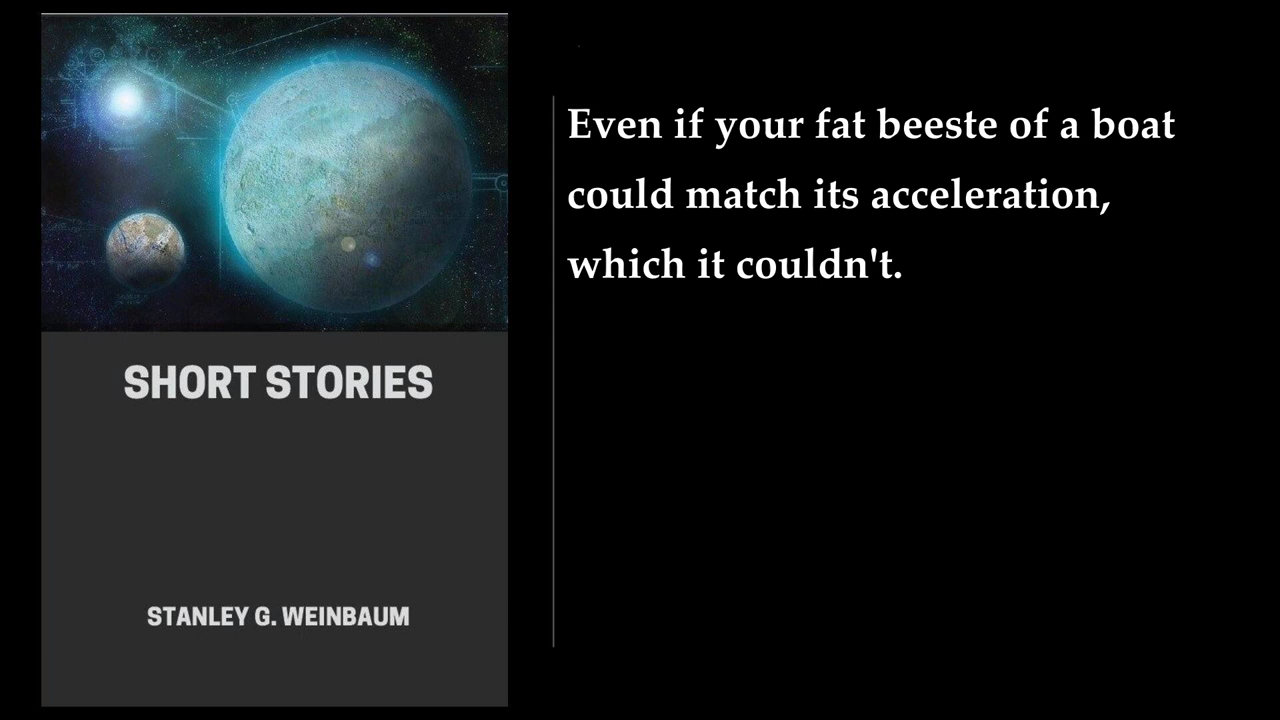 Even if your fat beeste of a boat
could match its acceleration,
which it couldn't.
SHORT STORIES
STANLEY G. WEINBAUM